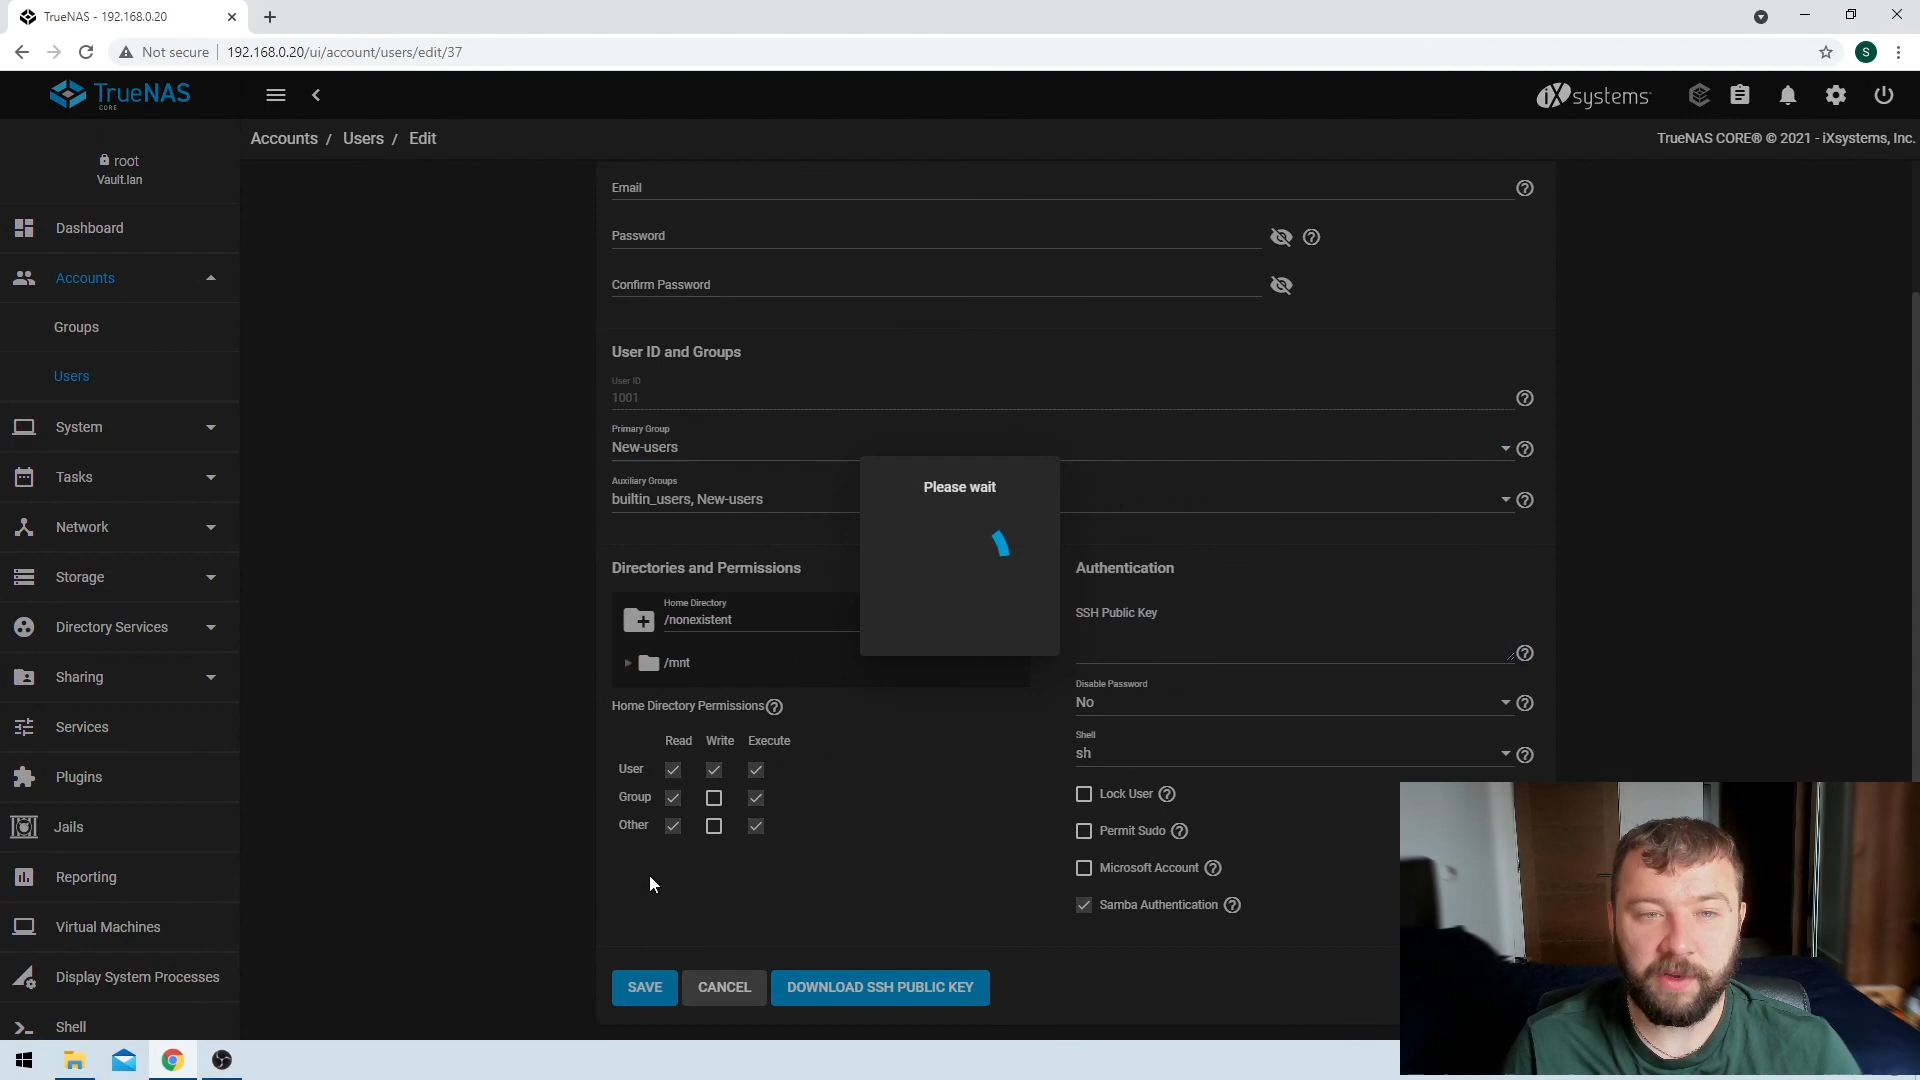 TrueNAS - 192.168.0.20
Not secure
192.168.0.20/ui/account/users/edit/37
S
TrueNAS
CORE
iXsystems
Accounts / Users / Edit
TrueNAS CORE® © 2021 - iXsystems, Inc.
root
Vault.lan
Dashboard
Accounts
Groups
Users
System
Tasks
Network
Storage
Directory Services
Sharing
Services
Plugins
Jails
Reporting
Virtual Machines
Display System Processes
Shell
Email
Password
Confirm Password
User ID and Groups
User ID
1001
Primary Group
New-users
Auxiliary Groups
builtin_users, New-users
Please wait
Directories and Permissions
Home Directory
/nonexistent
/mnt
Home Directory Permissions
Read Write Execute
User
Group
Other
Authentication
SSH Public Key
Disable Password
No
Shell
sh
Lock User
Permit Sudo
Microsoft Account
Samba Authentication
SAVE
CANCEL
DOWNLOAD SSH PUBLIC KEY